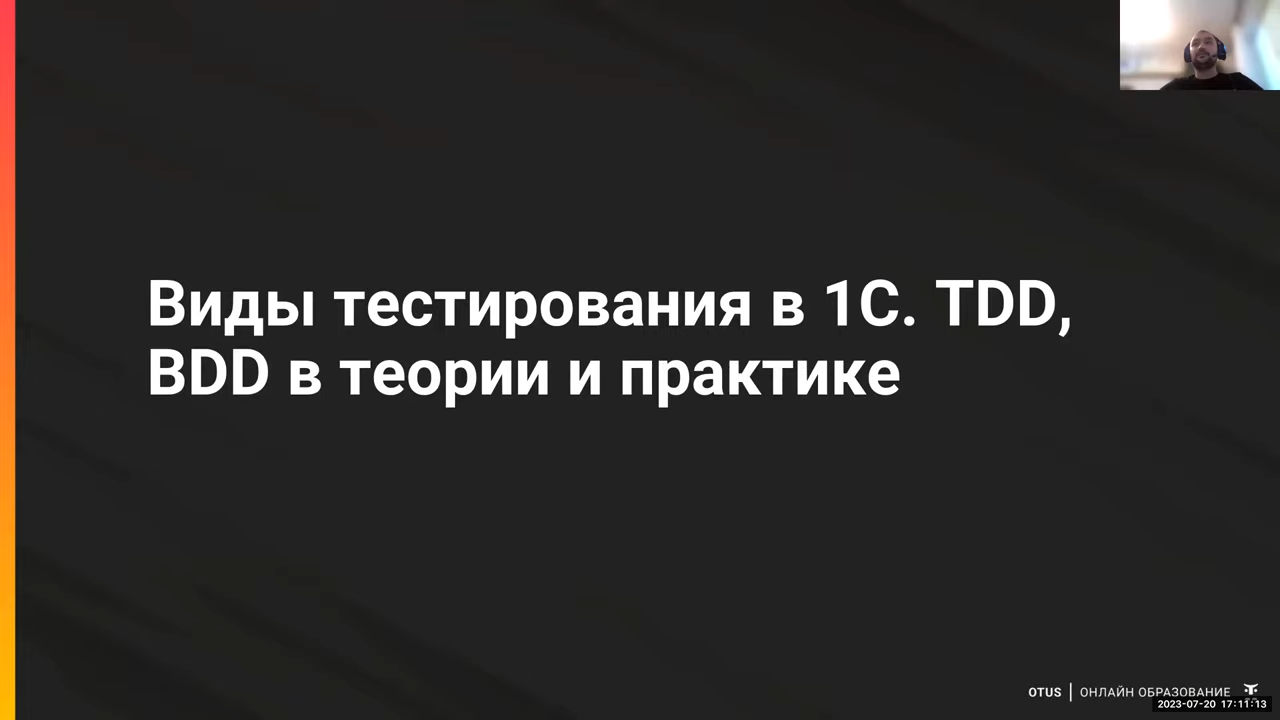 Виды тестирования в 1С. TDD,
BDD в теории и практике
OTUS | ОНЛАЙН ОБРАЗОВАНИЕ
2023-07-20 17:11:13